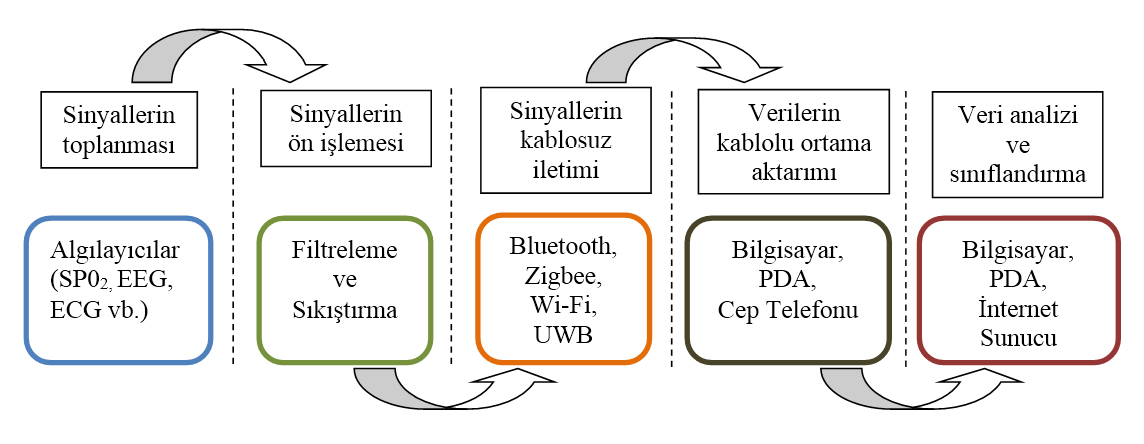 Sinyallerin
toplanması
Sinyallerin
ön işlemesi
Sinyallerin
kablosuz
iletimi
Verilerin
kablolu ortama
aktarımı
Veri analizi
ve
sınıflandırma
Algılayıcılar
(SP0₂, EEG,
ECG vb.)
Filtreleme
ve
Sıkıştırma
Bluetooth,
Zigbee,
Wi-Fi,
UWB
Bilgisayar,
PDA,
Cep Telefonu
Bilgisayar,
PDA,
İnternet
Sunucu